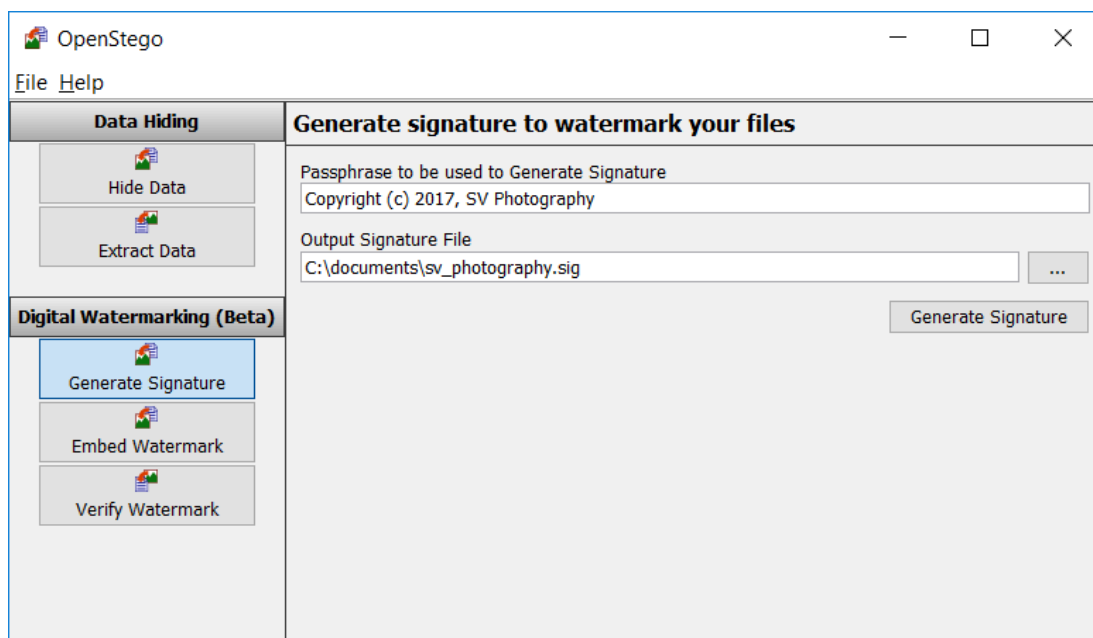 OpenStego
File Help
Data Hiding
Hide Data
Extract Data
Digital Watermarking (Beta)
Generate Signature
Embed Watermark
Verify Watermark
Generate signature to watermark your files
Passphrase to be used to Generate Signature
Copyright (c) 2017, SV Photography
Output Signature File
C:\documents\sv_photography.sig
...
Generate Signature